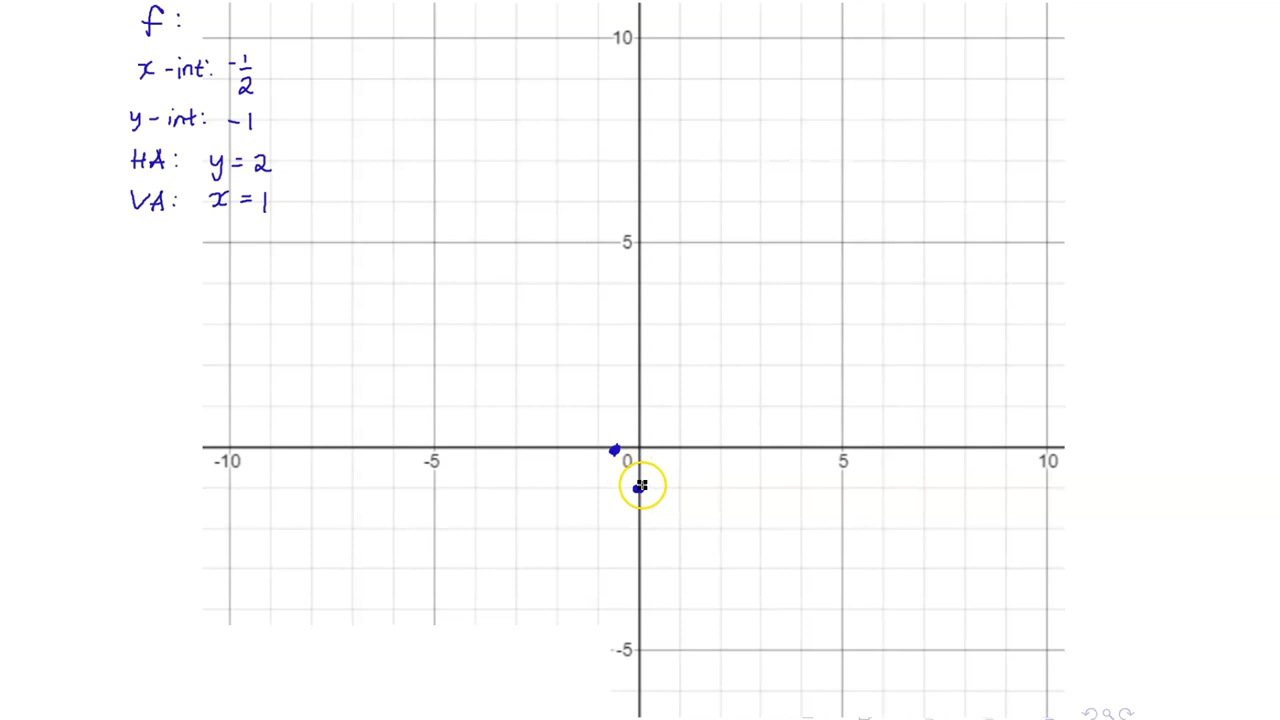 f :
x - int : -1/2
y - int : -1
HA : y = 2
VA : x = 1
10
5
-10 -5 0 5 10
-5